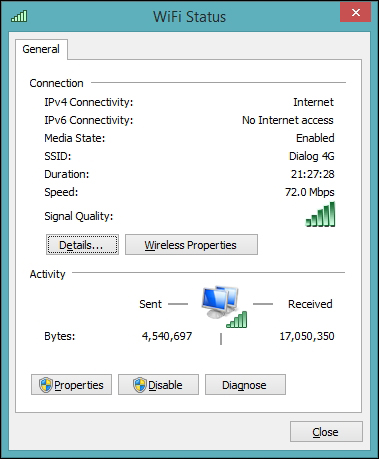 WiFi Status
General
Connection
IPv4 Connectivity: Internet
IPv6 Connectivity: No Internet access
Media State: Enabled
SSID: Dialog 4G
Duration: 21:27:28
Speed: 72.0 Mbps
Signal Quality:
Details... Wireless Properties
Activity
Sent Received
Bytes: 4,540,697 17,050,350
Properties Disable Diagnose
Close